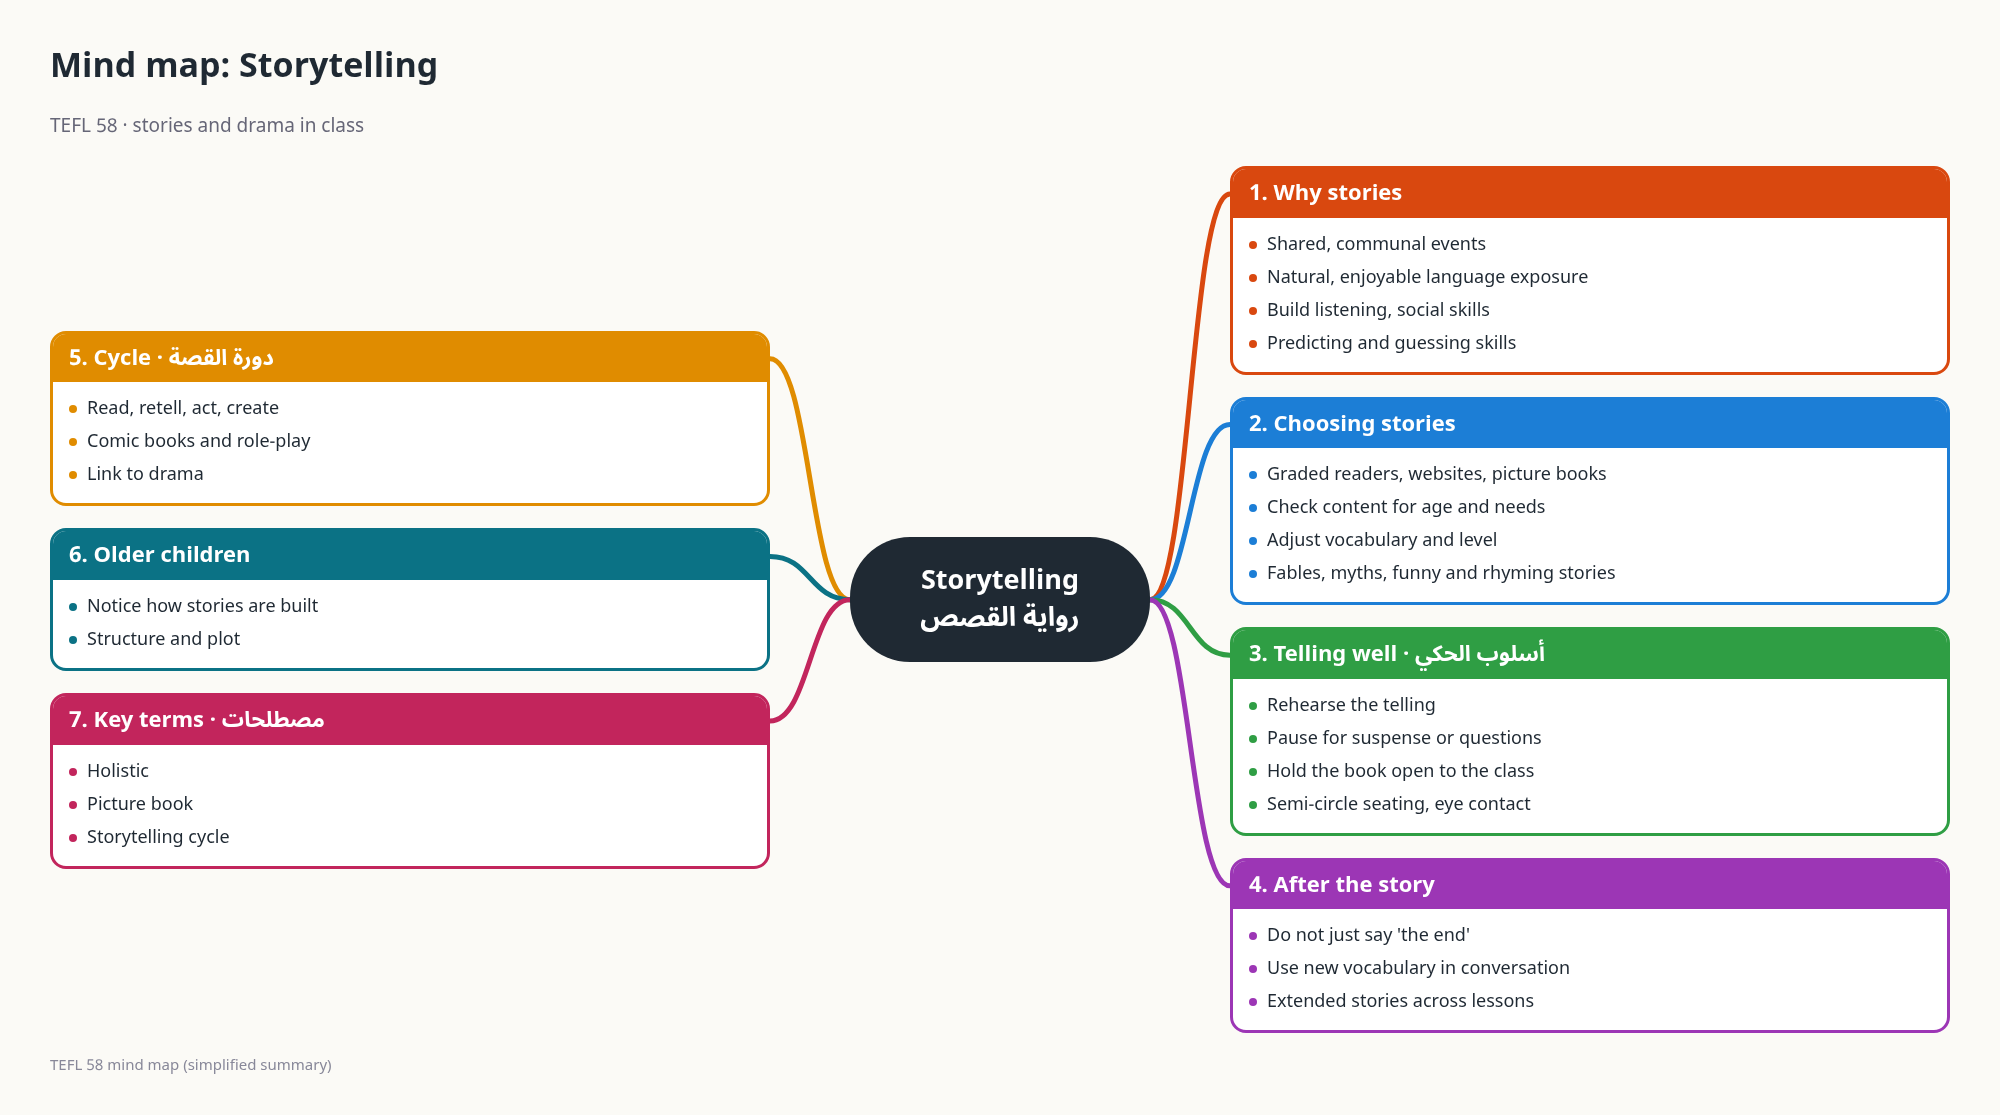 Mind map: Storytelling
TEFL 58 · stories and drama in class
Storytelling
رواية القصص
1. Why stories
Shared, communal events
Natural, enjoyable language exposure
Build listening, social skills
Predicting and guessing skills
2. Choosing stories
Graded readers, websites, picture books
Check content for age and needs
Adjust vocabulary and level
Fables, myths, funny and rhyming stories
3. Telling well · أسلوب الحكي
Rehearse the telling
Pause for suspense or questions
Hold the book open to the class
Semi-circle seating, eye contact
4. After the story
Do not just say 'the end'
Use new vocabulary in conversation
Extended stories across lessons
5. Cycle · دورة القصة
Read, retell, act, create
Comic books and role-play
Link to drama
6. Older children
Notice how stories are built
Structure and plot
7. Key terms · مصطلحات
Holistic
Picture book
Storytelling cycle
TEFL 58 mind map (simplified summary)